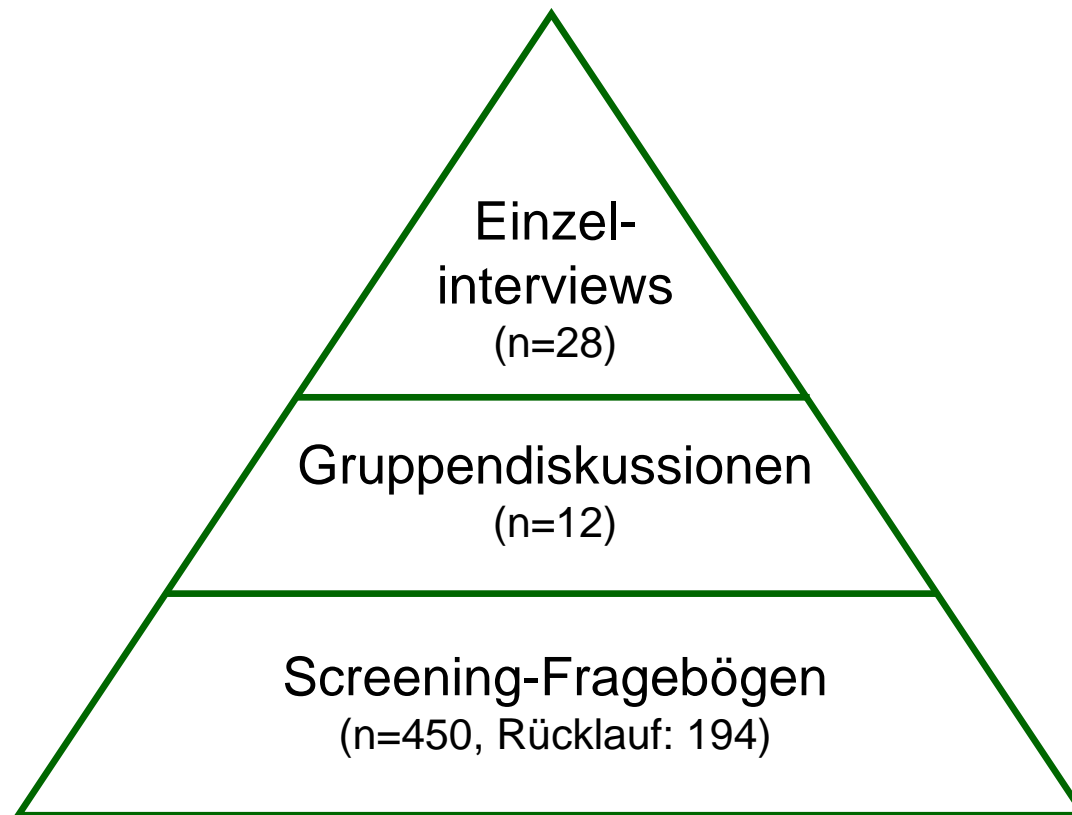 Einzel-
interviews
(n=28)
Gruppendiskussionen
(n=12)
Screening-Fragebögen
(n=450, Rücklauf: 194)